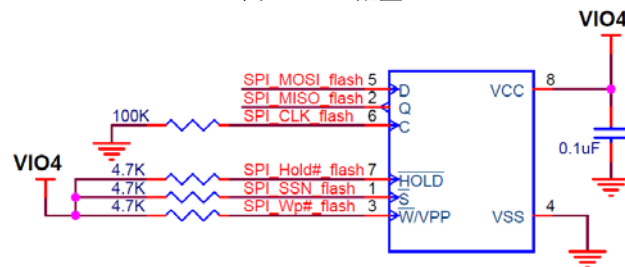 VIO4
SPI_MOSI_flash 5 D
SPI_MISO_flash 2 Q
SPI_CLK_flash 6 C
VCC 8
100K
0.1uF
VIO4
4.7K SPI_Hold#_flash 7 HOLD
4.7K SPI_SSN_flash 1 S
4.7K SPI_Wp#_flash 3 W/VPP
VSS 4